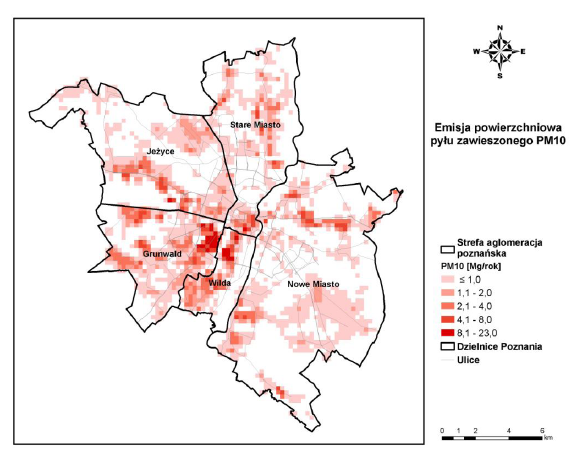 N
W E
S
Emisja powierzchniowa
pyłu zawieszonego PM10
Stare Miasto
Jeżyce
Grunwald
Wilda
Nowe Miasto
Strefa aglomeracja
poznańska
PM10 [Mg/rok]
≤ 1,0
1,1 - 2,0
2,1 - 4,0
4,1 - 8,0
8,1 - 23,0
Dzielnice Poznania
Ulice
0 1 2 4 6
km